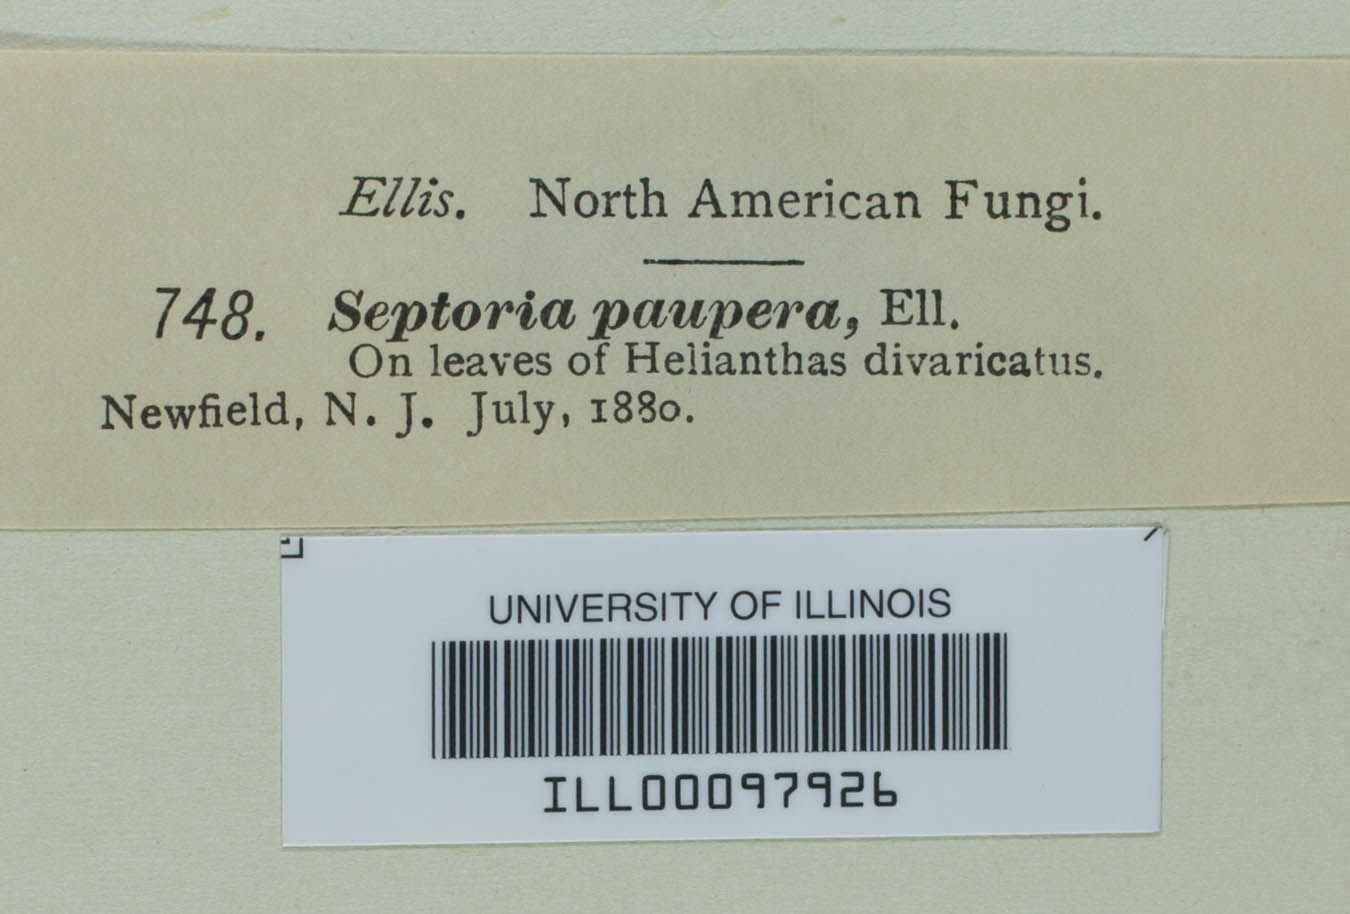 Ellis. North American Fungi.
748. Septoria paupera, Ell.
On leaves of Helianthas divaricatus.
Newfield, N. J. July, 1880.
UNIVERSITY OF ILLINOIS
ILL00097926